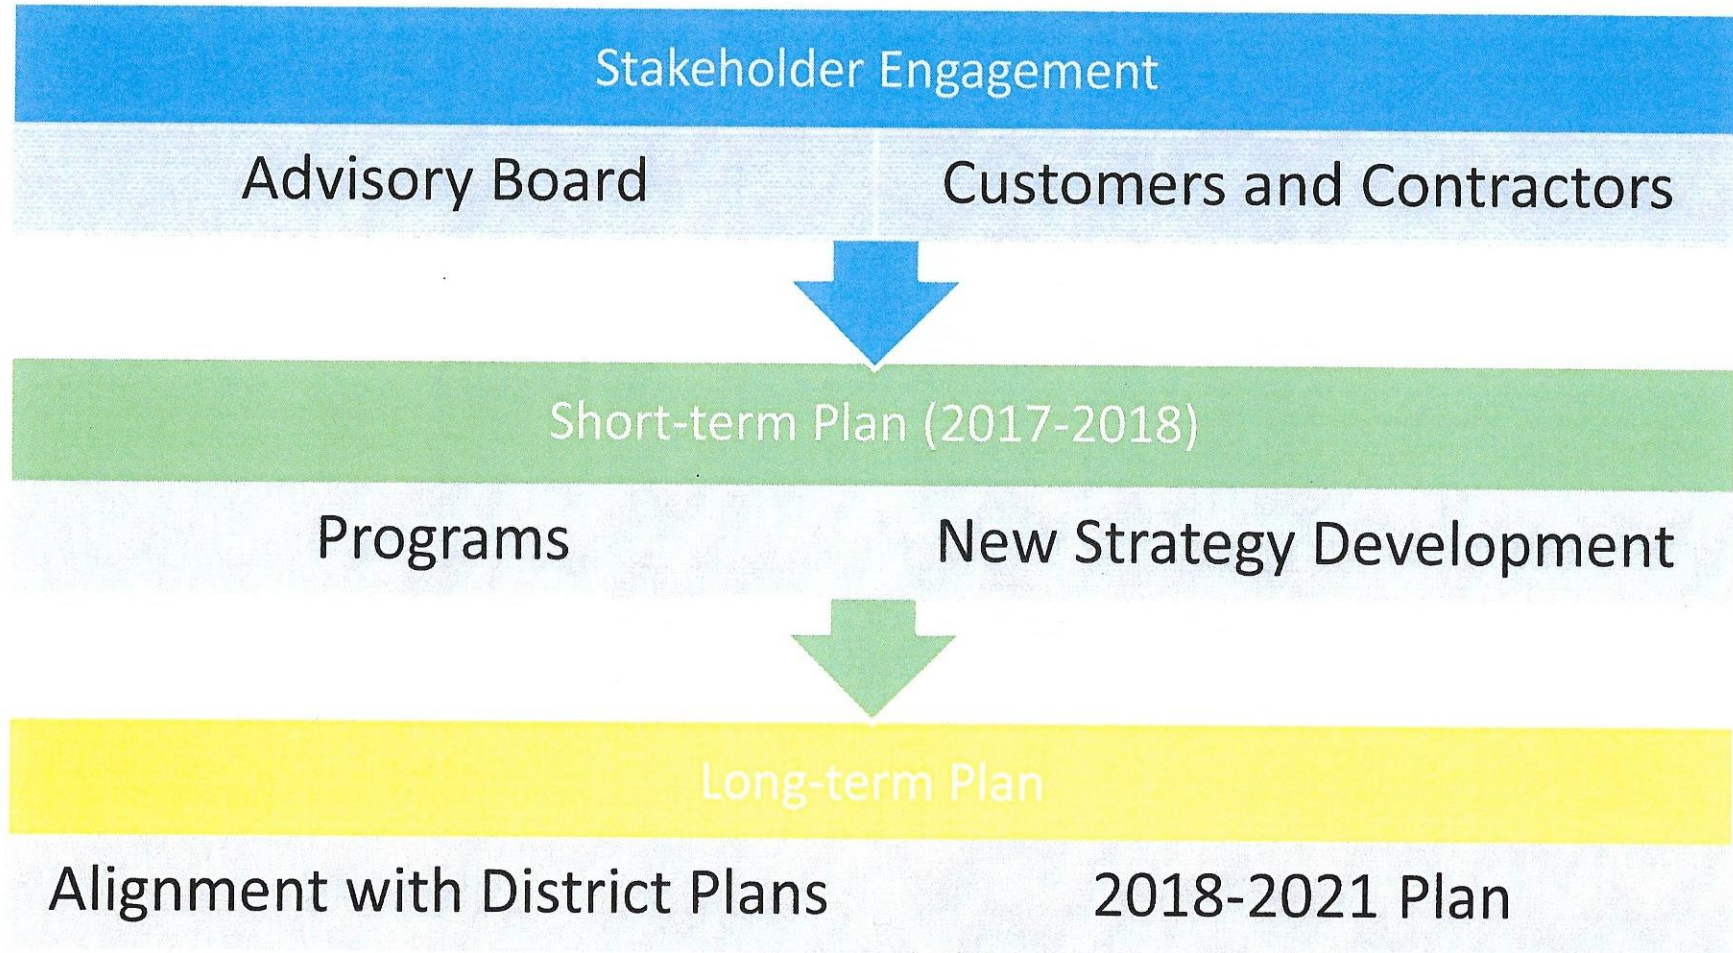 Stakeholder Engagement
Advisory Board
Customers and Contractors
Short-term Plan (2017-2018)
Programs
New Strategy Development
Long-term Plan
Alignment with District Plans
2018-2021 Plan